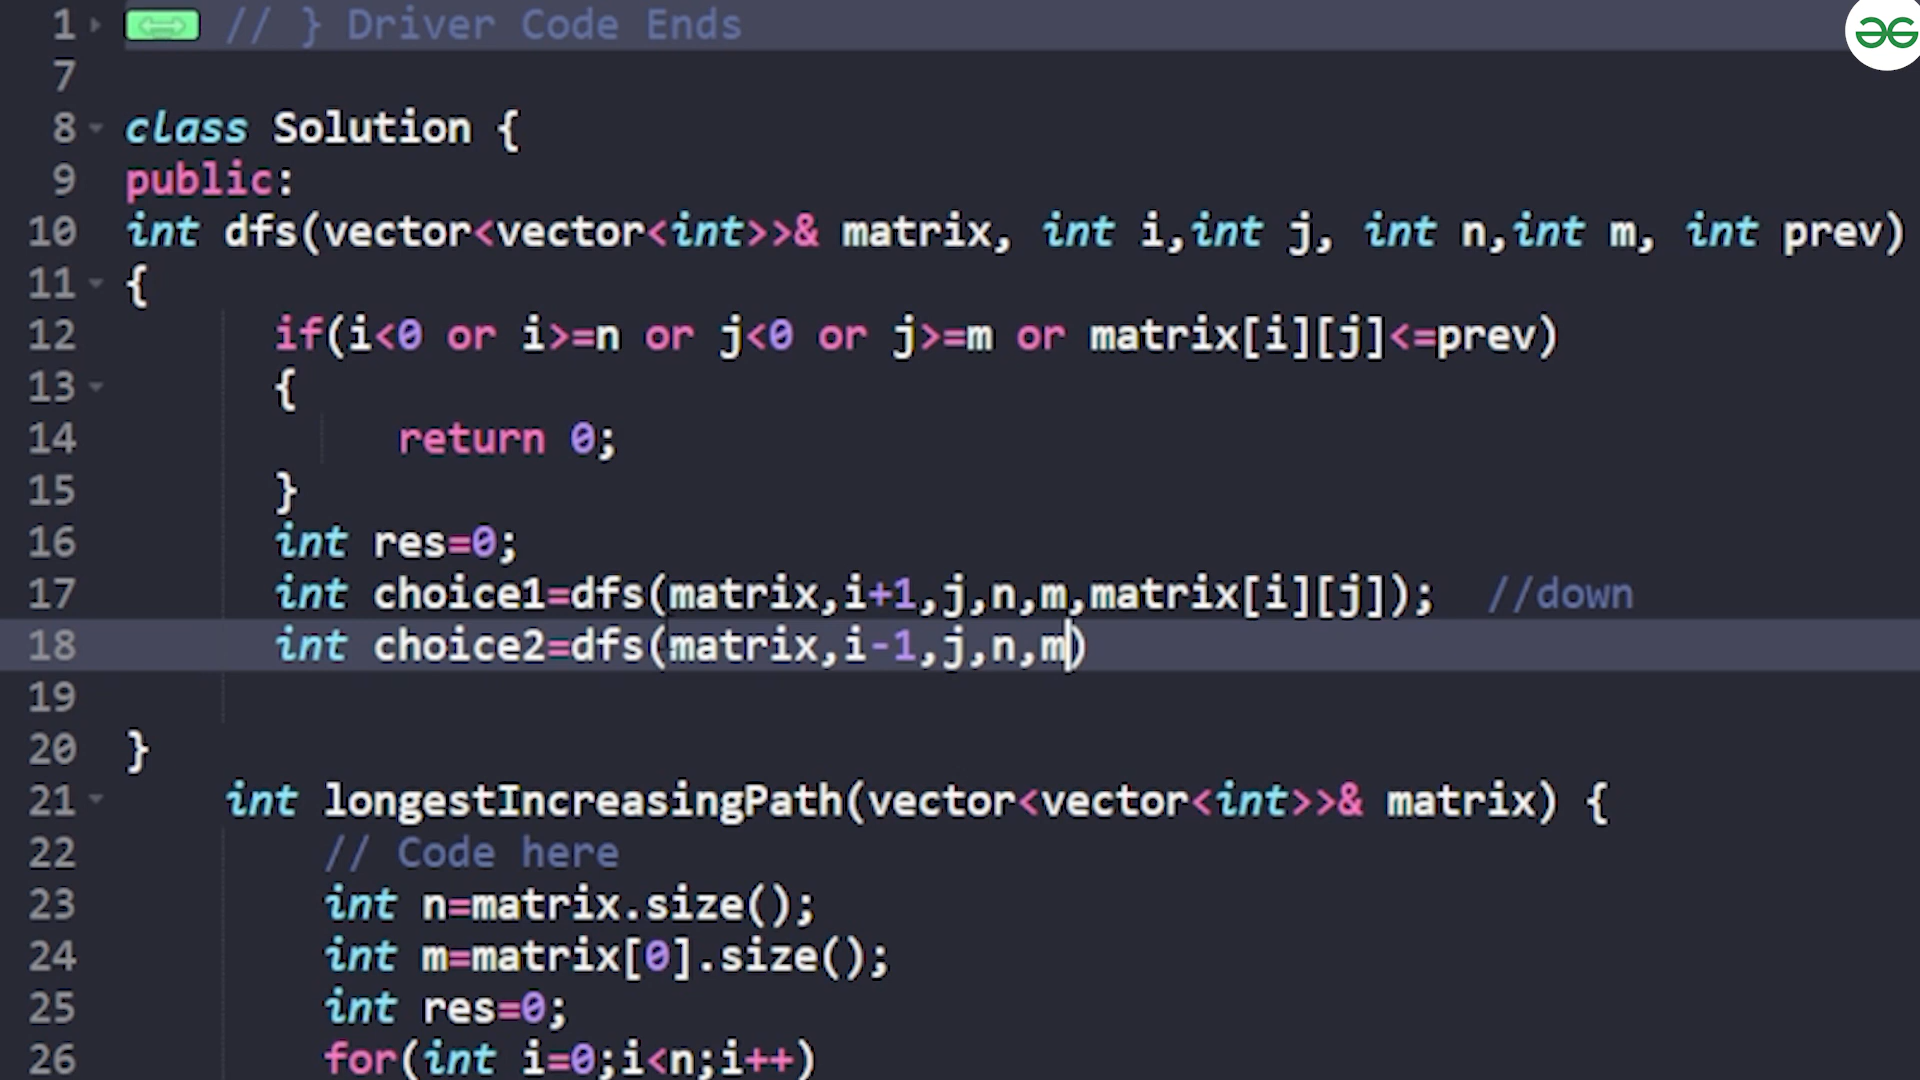 1 // } Driver Code Ends
7
8 class Solution {
9 public:
10 int dfs(vector<vector<int>>& matrix, int i,int j, int n,int m, int prev)
11 {
12 if(i<0 or i>=n or j<0 or j>=m or matrix[i][j]<=prev)
13 {
14 return 0;
15 }
16 int res=0;
17 int choice1=dfs(matrix,i+1,j,n,m,matrix[i][j]); //down
18 int choice2=dfs(matrix,i-1,j,n,m)
19
20 }
21 int longestIncreasingPath(vector<vector<int>>& matrix) {
22 // Code here
23 int n=matrix.size();
24 int m=matrix[0].size();
25 int res=0;
26 for(int i=0;i<n;i++)